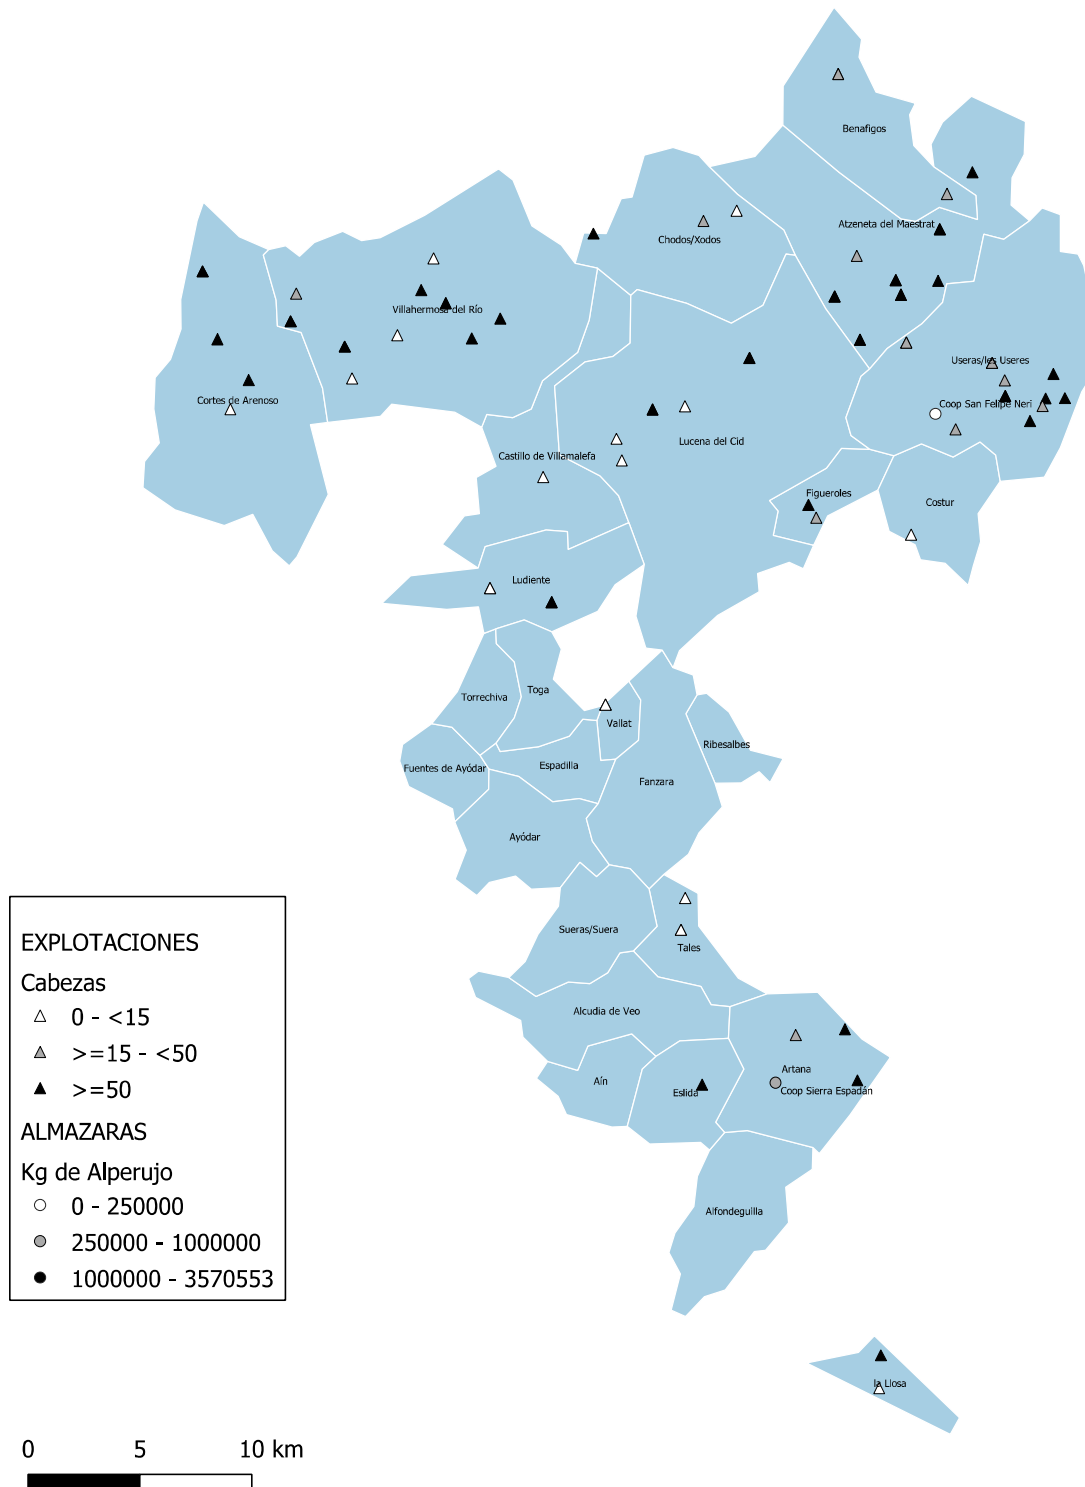 Benafigos
Atzeneta del Maestrat
Chodos/Xodos
Villahermosa del Río
Useras/les Useres
Cortes de Arenoso
Coop San Felipe Neri
Lucena del Cid
Castillo de Villamalefa
Figueroles
Costur
Ludiente
Torrechiva
Toga
Vallat
Ribesalbes
Fuentes de Ayódar
Espadilla
Fanzara
Ayódar
Sueras/Suera
Tales
Alcudia de Veo
Artana
Aín
Eslida
Coop Sierra Espadán
Alfondeguilla
la Llosa
EXPLOTACIONES
Cabezas
0 - <15
>=15 - <50
>=50
ALMAZARAS
Kg de Alperujo
0 - 250000
250000 - 1000000
1000000 - 3570553
0 5 10 km